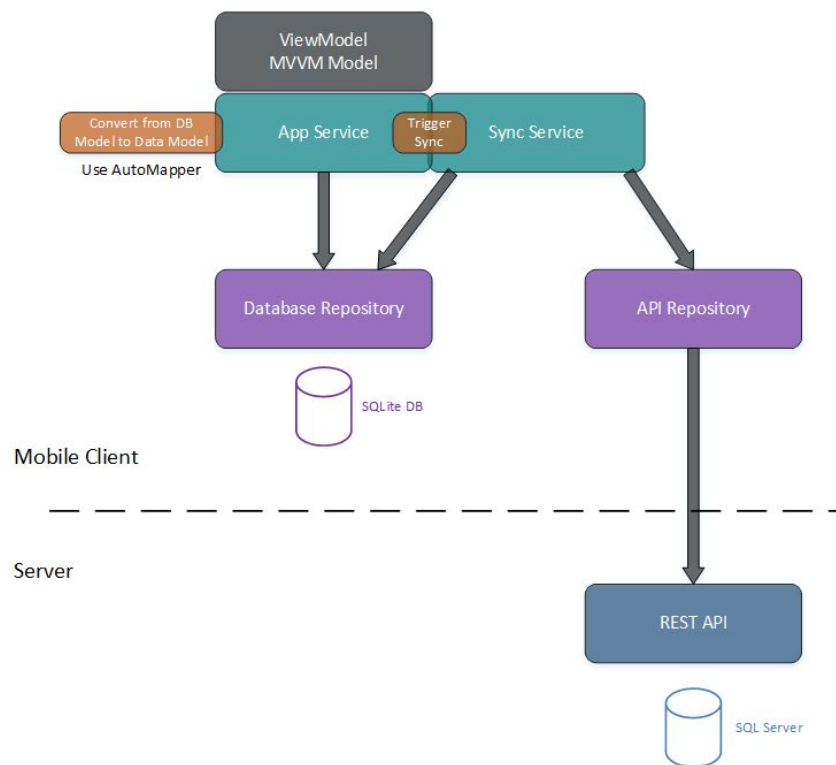 ViewModel
MVVM Model
Convert from DB
Model to Data Model
Use AutoMapper
App Service
Trigger
Sync
Sync Service
Database Repository
API Repository
SQLite DB
Mobile Client
Server
REST API
SQL Server